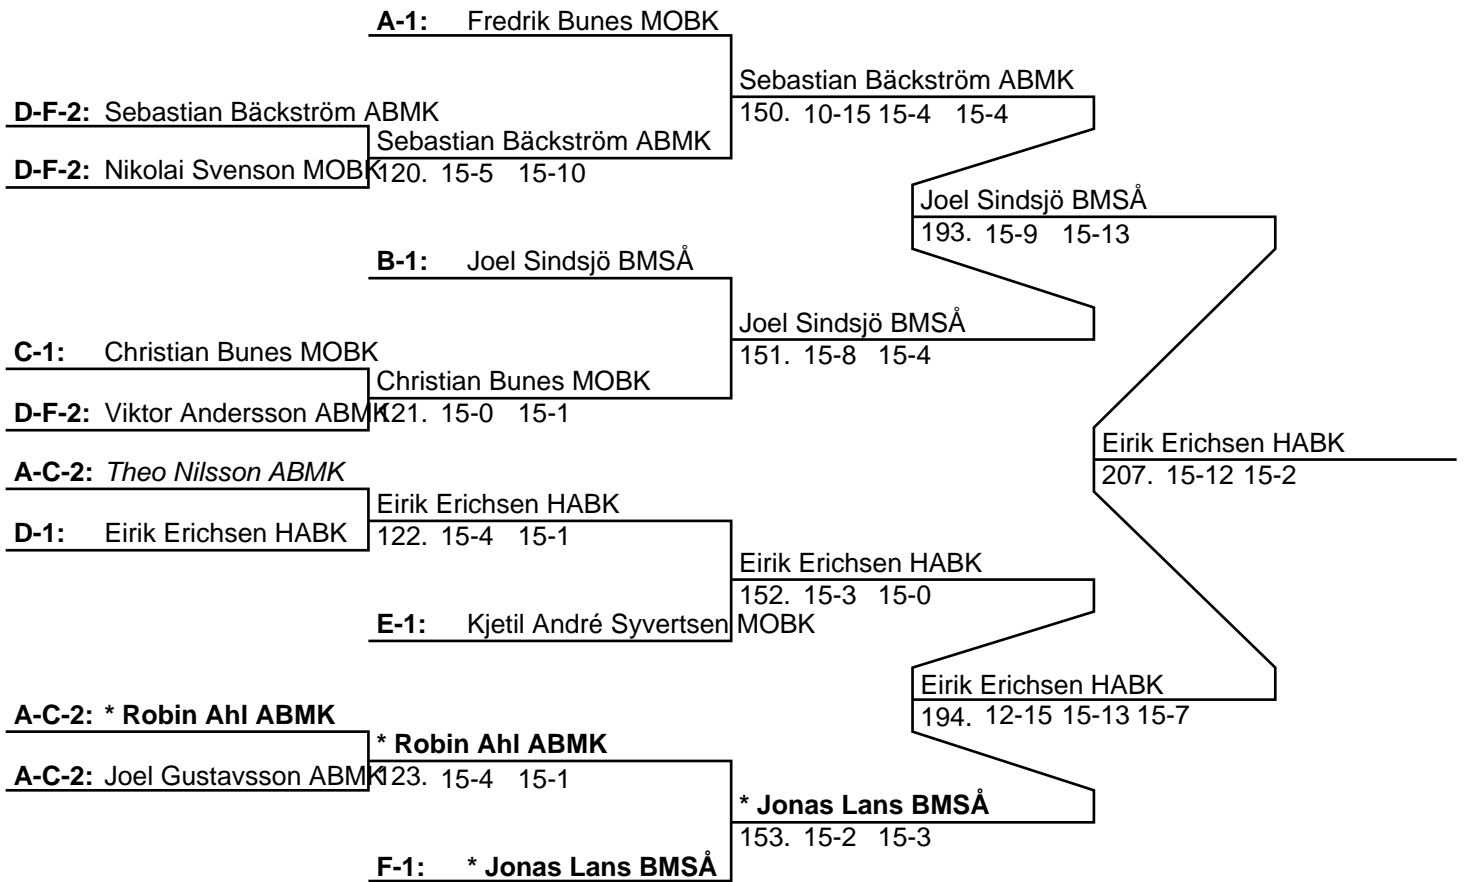 A-1: Fredrik Bunes MOBK
Sebastian Bäckström ABMK
D-F-2: Sebastian Bäckström ABMK
150. 10-15 15-4 15-4
Sebastian Bäckström ABMK
D-F-2: Nikolai Svenson MOBK
120. 15-5 15-10
Joel Sindsjö BMSÅ
193. 15-9 15-13
B-1: Joel Sindsjö BMSÅ
Joel Sindsjö BMSÅ
C-1: Christian Bunes MOBK
151. 15-8 15-4
Christian Bunes MOBK
D-F-2: Viktor Andersson ABMK
121. 15-0 15-1
Eirik Erichsen HABK
A-C-2: Theo Nilsson ABMK
207. 15-12 15-2
Eirik Erichsen HABK
D-1: Eirik Erichsen HABK
122. 15-4 15-1
Eirik Erichsen HABK
152. 15-3 15-0
E-1: Kjetil André Syvertsen MOBK
Eirik Erichsen HABK
A-C-2: * Robin Ahl ABMK
194. 12-15 15-13 15-7
* Robin Ahl ABMK
A-C-2: Joel Gustavsson ABMK
123. 15-4 15-1
* Jonas Lans BMSÅ
153. 15-2 15-3
F-1: * Jonas Lans BMSÅ